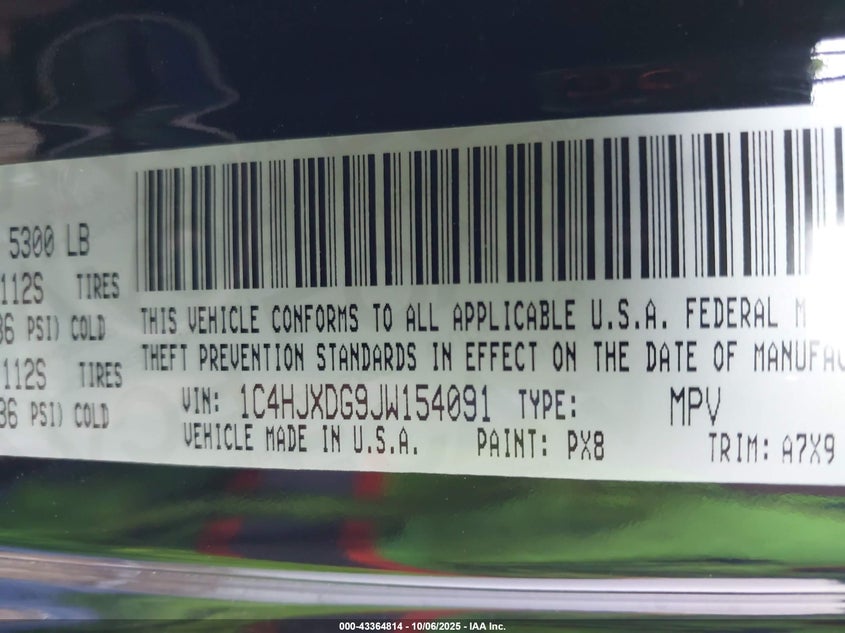 5300 LB
112S TIRES
36 PSI) COLD
112S TIRES
36 PSI) COLD
THIS VEHICLE CONFORMS TO ALL APPLICABLE U.S.A. FEDERAL M
THEFT PREVENTION STANDARDS IN EFFECT ON THE DATE OF MANUFAC
VIN: 1C4HJXDG9JW154091 TYPE: MPV
VEHICLE MADE IN U.S.A. PAINT: PX8 TRIM: A7X9
000-43364814 - 10/06/2025 - IAA Inc.